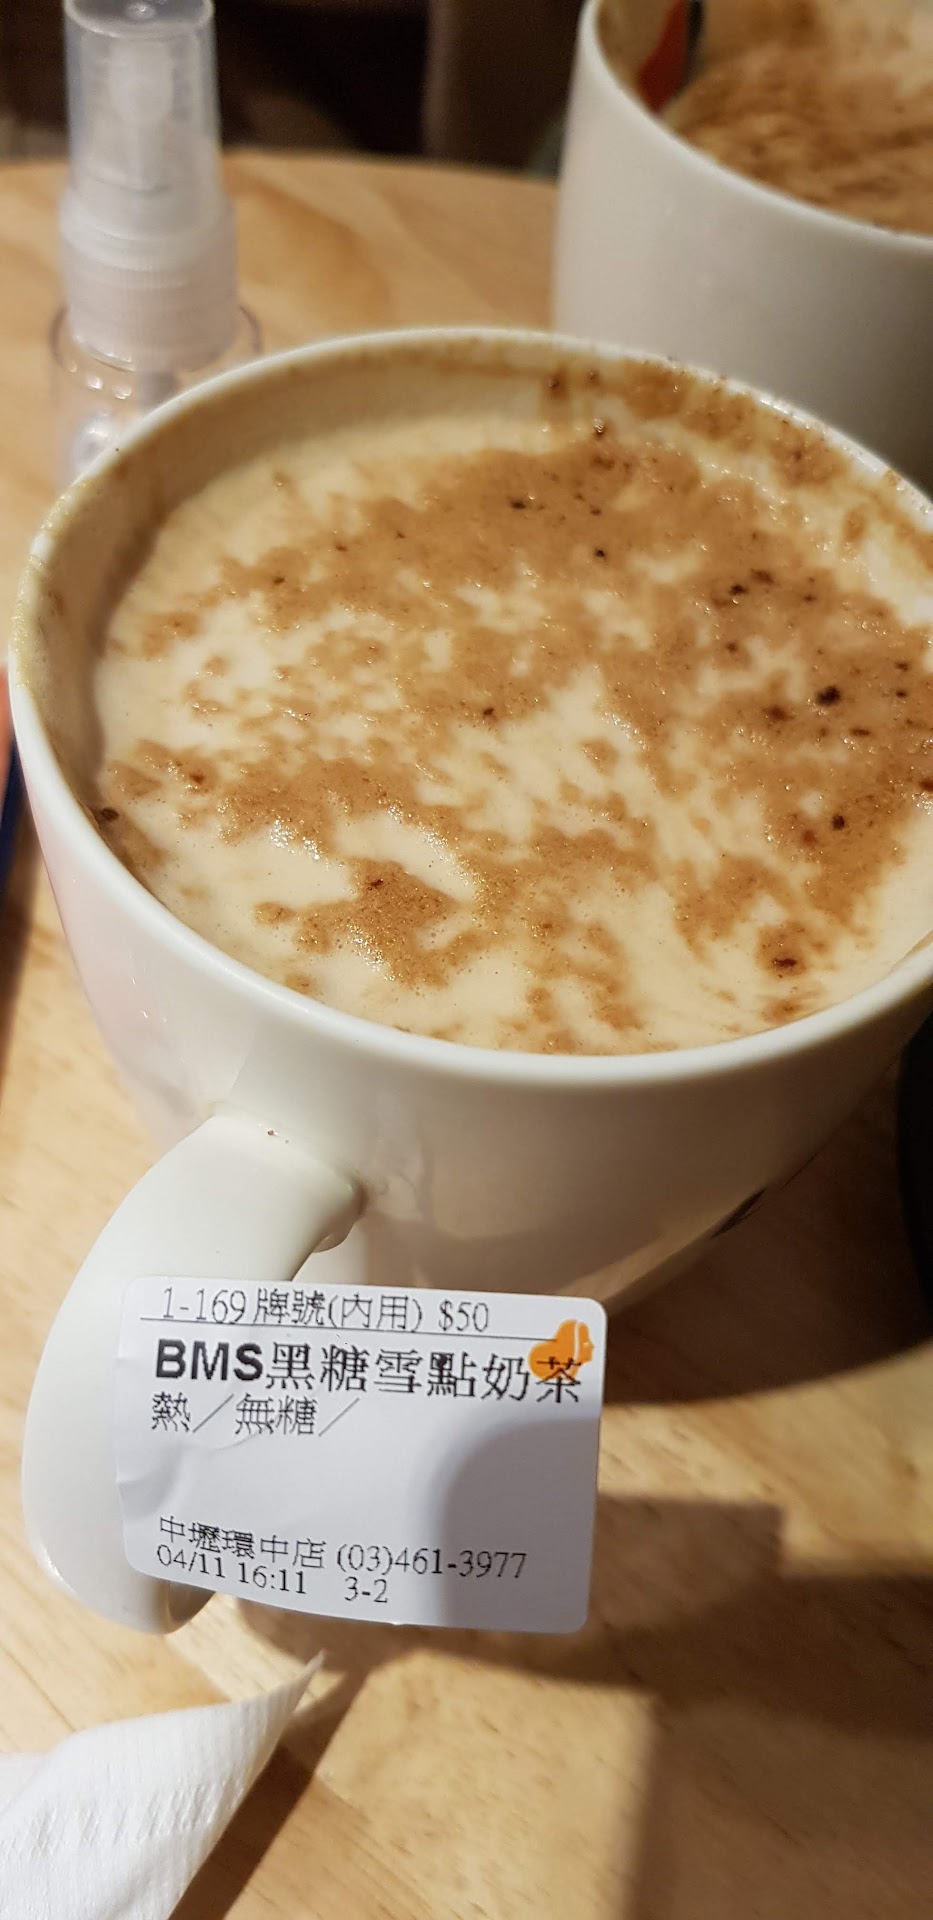 1-169 牌號(內用) $50
BMS黑糖雪點奶茶
熱／無糖／
中壢環中店 (03)461-3977
04/11 16:11 3-2